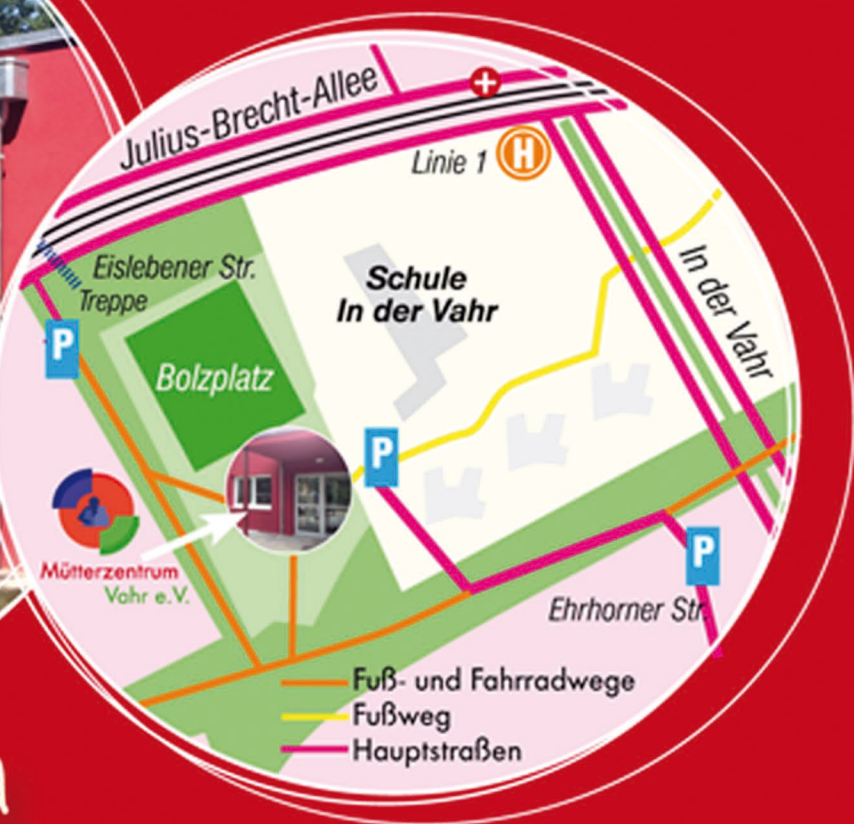 Julius-Brecht-Allee
Linie 1
H
Eislebener Str.
Treppe
P
Schule
In der Vahr
In der Vahr
Bolzplatz
P
Mütterzentrum
Vahr e.V.
P
Ehrhorner Str.
Fuß- und Fahrradwege
Fußweg
Hauptstraßen